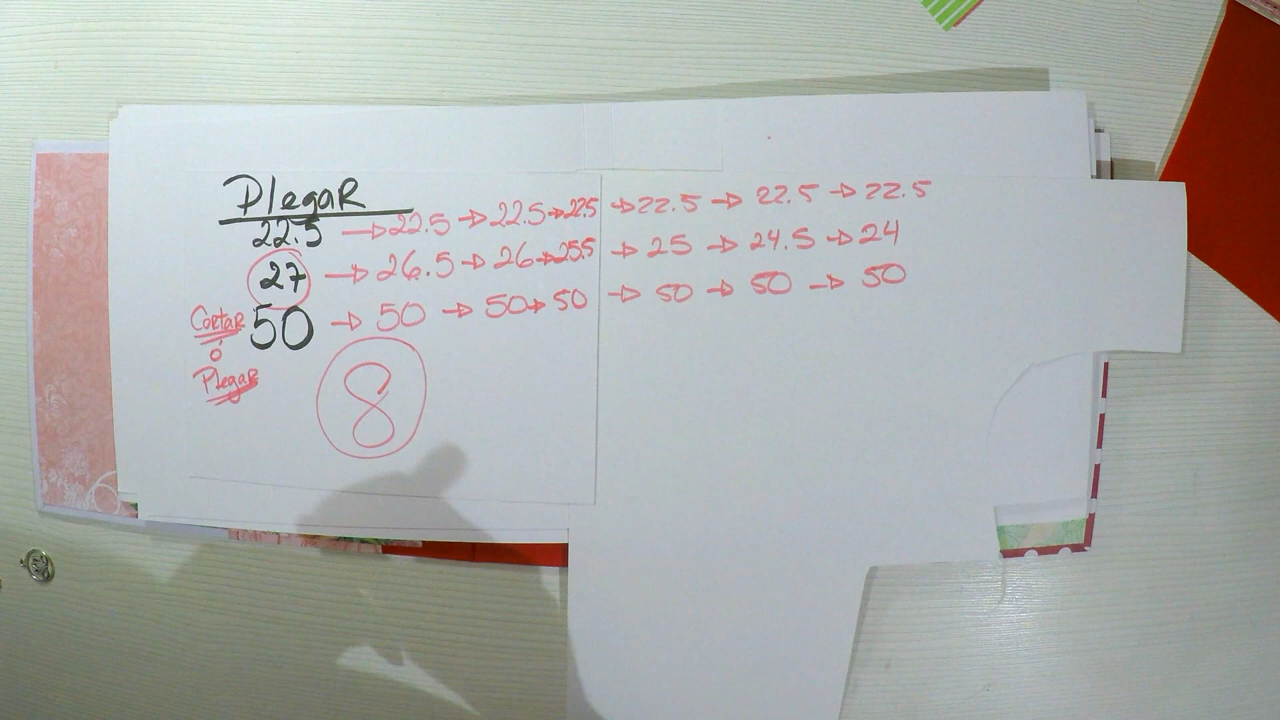 PlegaR
22.5 → 22.5 → 22.5 → 22.5 → 22.5 → 22.5 → 22.5
27 → 26.5 → 26 → 25.5 → 25 → 24.5 → 24
Cortar 50 → 50 → 50 → 50 → 50 → 50 → 50
ó
Plegar
8